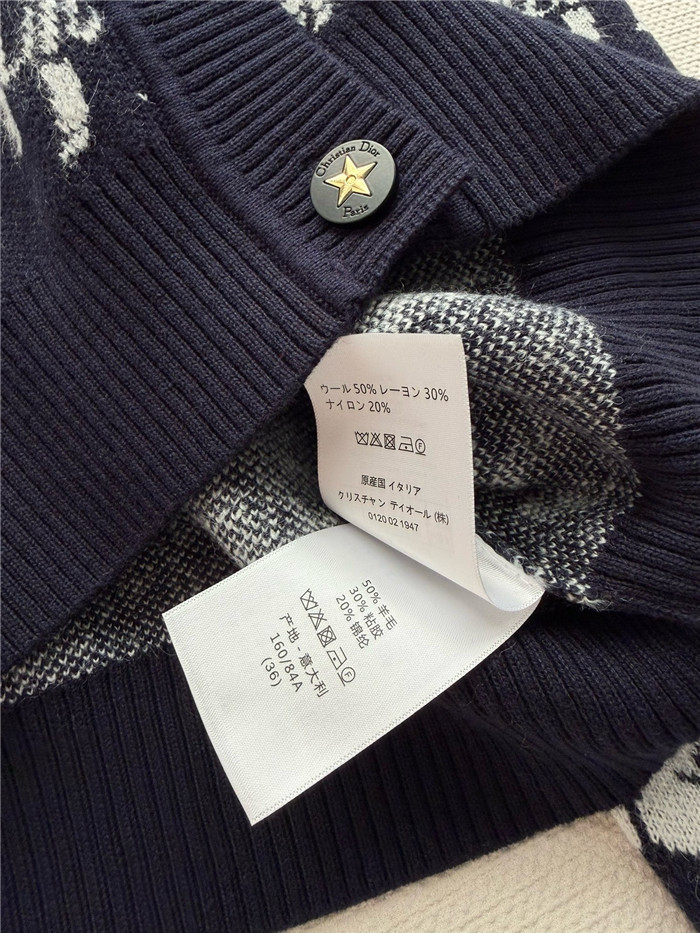 Christian Dior
Paris
ウール 50% レーヨン 30%
ナイロン 20%
原産国 イタリア
クリスチャン ディオール (株)
0120 02 1947
50% 羊毛
30% 粘胶
20% 锦纶
产地 - 意大利
160/84A
(36)